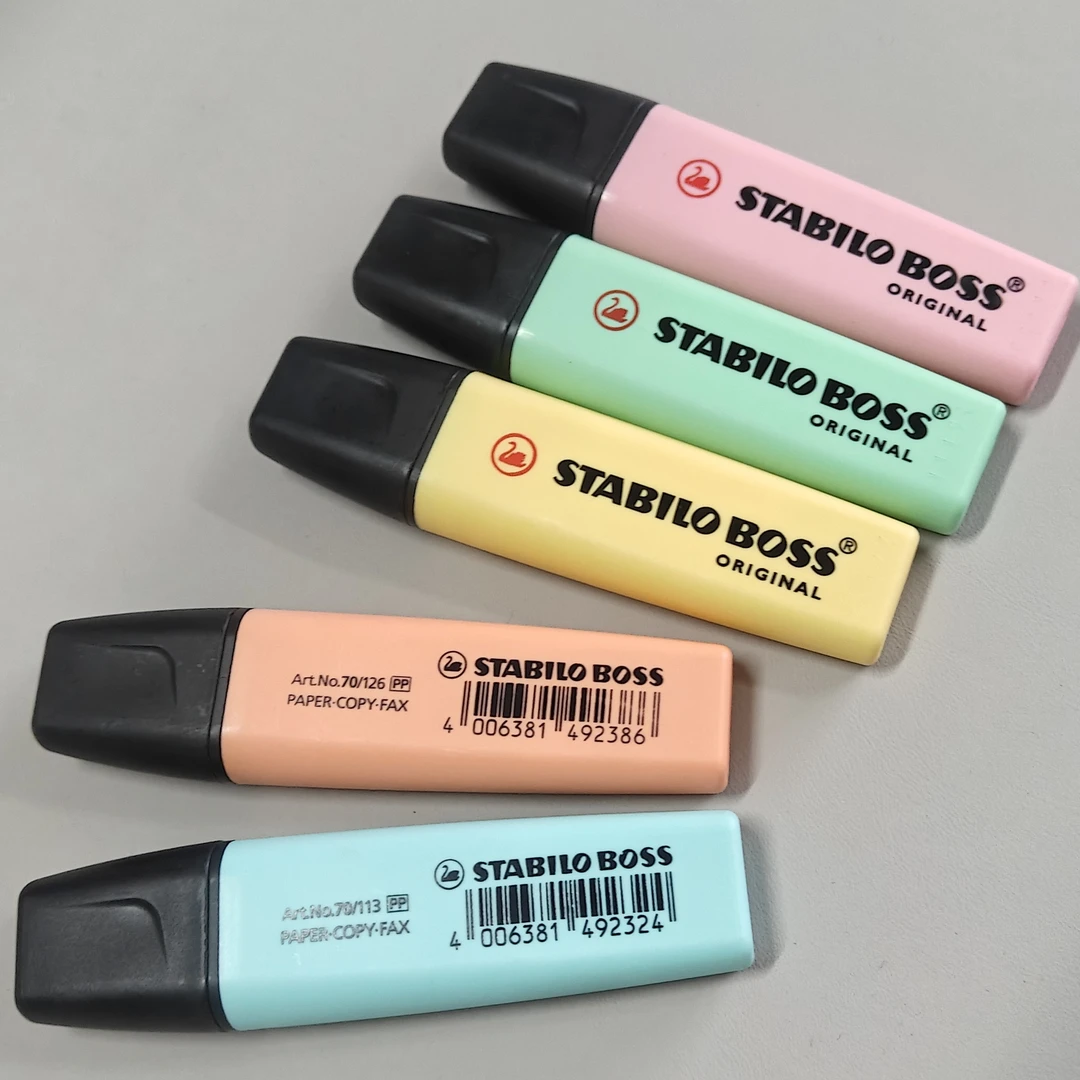 STABILO BOSS®
ORIGINAL
STABILO BOSS®
ORIGINAL
STABILO BOSS®
ORIGINAL
STABILO BOSS
Art.No.70/126 PP
PAPER·COPY·FAX
4 006381 492386
STABILO BOSS
Art.No.70/113 PP
PAPER·COPY·FAX
4 006381 492324